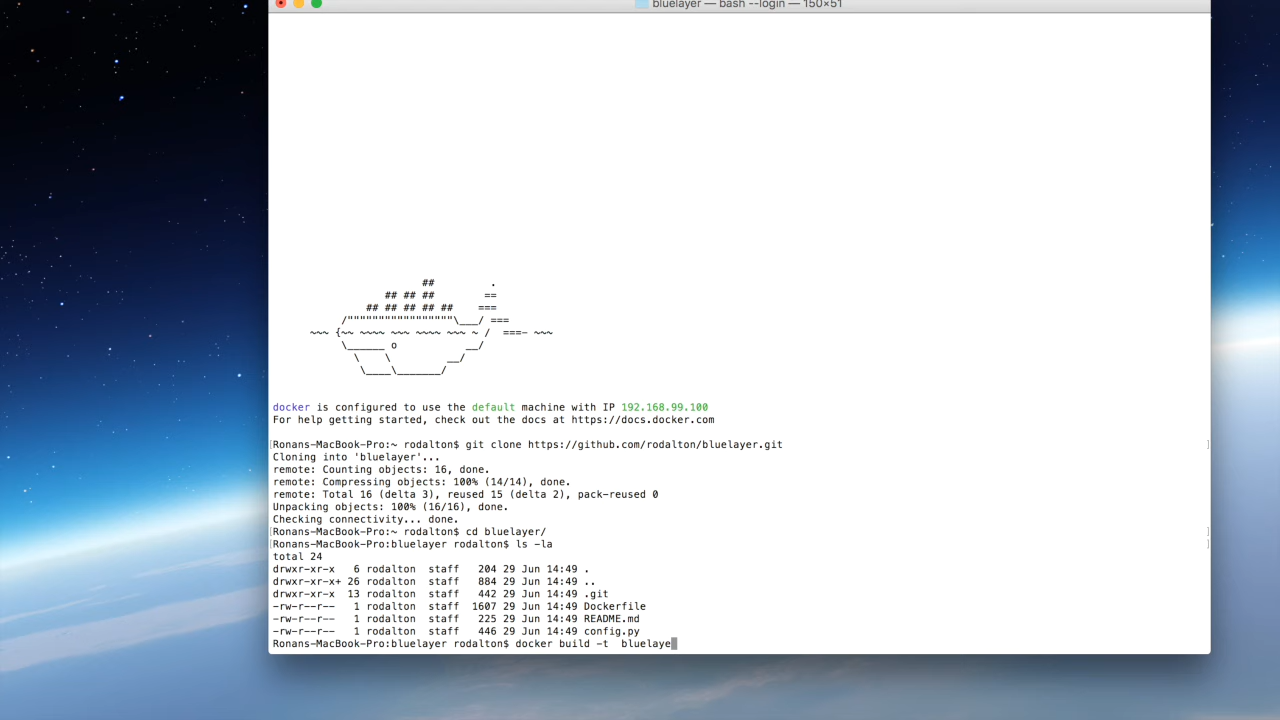 bluelayer — bash --login — 150×51
##         .
## ## ##        ==
## ## ## ## ##    ===
/"""""""""""""""""\___/ ===
~~~ {~~ ~~~~ ~~~ ~~~~ ~~~ ~ /  ===- ~~~
\______ o           __/
\    \         __/
\____\_______/
docker is configured to use the default machine with IP 192.168.99.100
For help getting started, check out the docs at https://docs.docker.com
[Ronans-MacBook-Pro:~ rodalton$ git clone https://github.com/rodalton/bluelayer.git ]
Cloning into 'bluelayer'...
remote: Counting objects: 16, done.
remote: Compressing objects: 100% (14/14), done.
remote: Total 16 (delta 3), reused 15 (delta 2), pack-reused 0
Unpacking objects: 100% (16/16), done.
Checking connectivity... done.
[Ronans-MacBook-Pro:~ rodalton$ cd bluelayer/ ]
[Ronans-MacBook-Pro:bluelayer rodalton$ ls -la ]
total 24
drwxr-xr-x   6 rodalton  staff   204 29 Jun 14:49 .
drwxr-xr-x+ 26 rodalton  staff   884 29 Jun 14:49 ..
drwxr-xr-x  13 rodalton  staff   442 29 Jun 14:49 .git
-rw-r--r--   1 rodalton  staff  1607 29 Jun 14:49 Dockerfile
-rw-r--r--   1 rodalton  staff   225 29 Jun 14:49 README.md
-rw-r--r--   1 rodalton  staff   446 29 Jun 14:49 config.py
Ronans-MacBook-Pro:bluelayer rodalton$ docker build -t  bluelaye